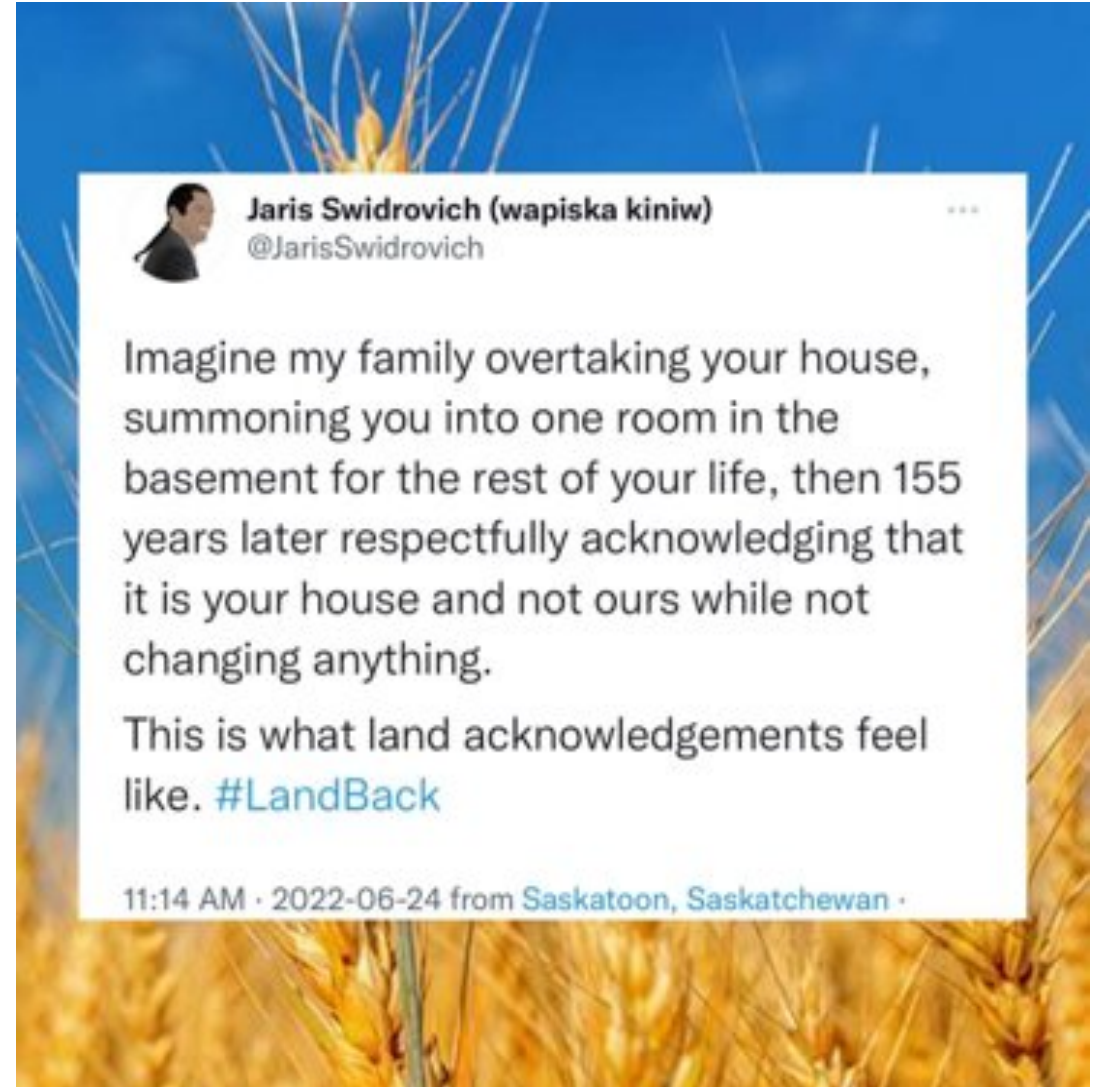 Jaris Swidrovich (wapiska kiniw)
@JarisSwidrovich
Imagine my family overtaking your house,
summoning you into one room in the
basement for the rest of your life, then 155
years later respectfully acknowledging that
it is your house and not ours while not
changing anything.
This is what land acknowledgements feel
like. #LandBack
11:14 AM · 2022-06-24 from Saskatoon, Saskatchewan ·